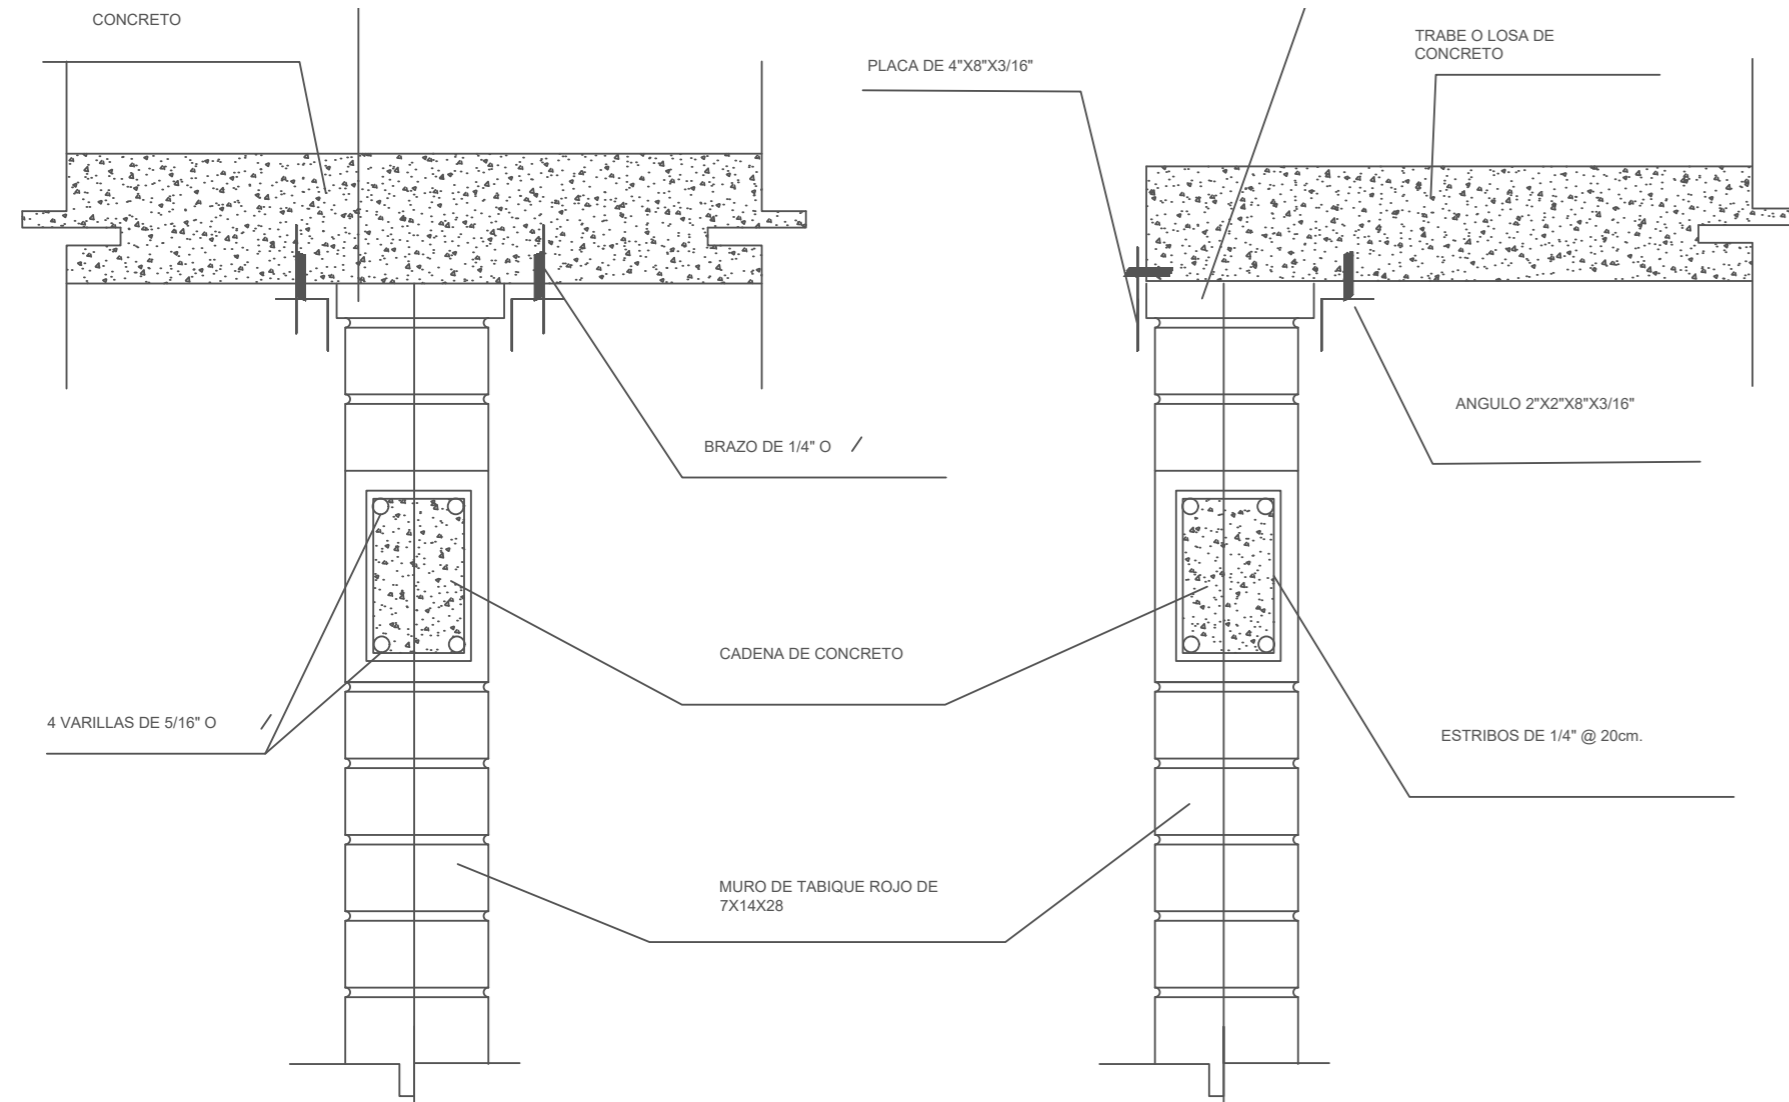 CONCRETO
PLACA DE 4"X8"X3/16"
TRABE O LOSA DE
CONCRETO
ANGULO 2"X2"X8"X3/16"
BRAZO DE 1/4" O
CADENA DE CONCRETO
4 VARILLAS DE 5/16" O
ESTRIBOS DE 1/4" @ 20cm.
MURO DE TABIQUE ROJO DE
7X14X28